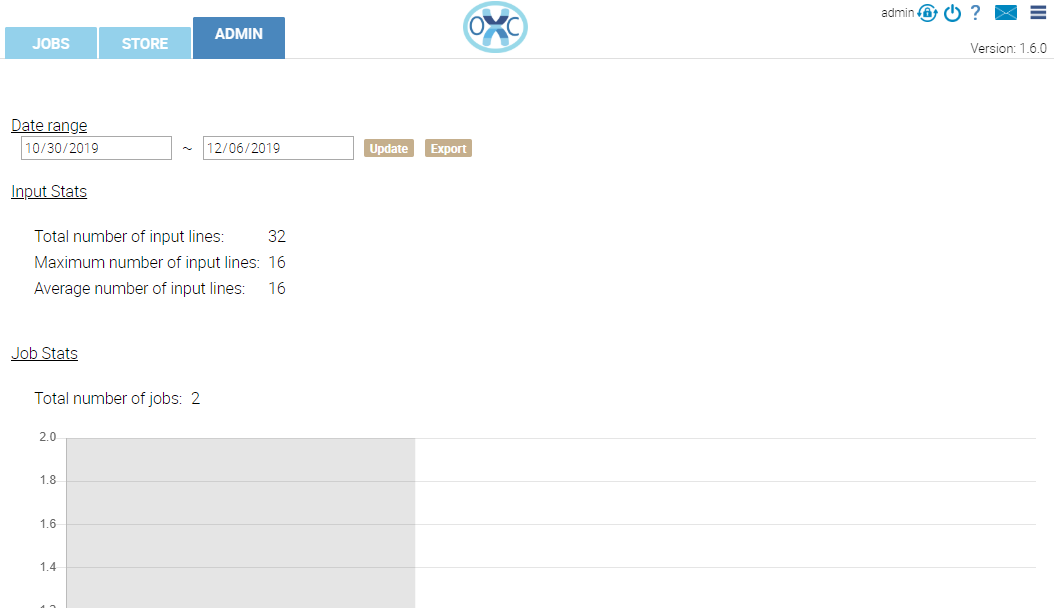 JOBS
STORE
ADMIN
OXC
admin
?
Version: 1.6.0
Date range
10/30/2019 ~ 12/06/2019 Update Export
Input Stats
Total number of input lines: 32
Maximum number of input lines: 16
Average number of input lines: 16
Job Stats
Total number of jobs: 2
2.0
1.8
1.6
1.4